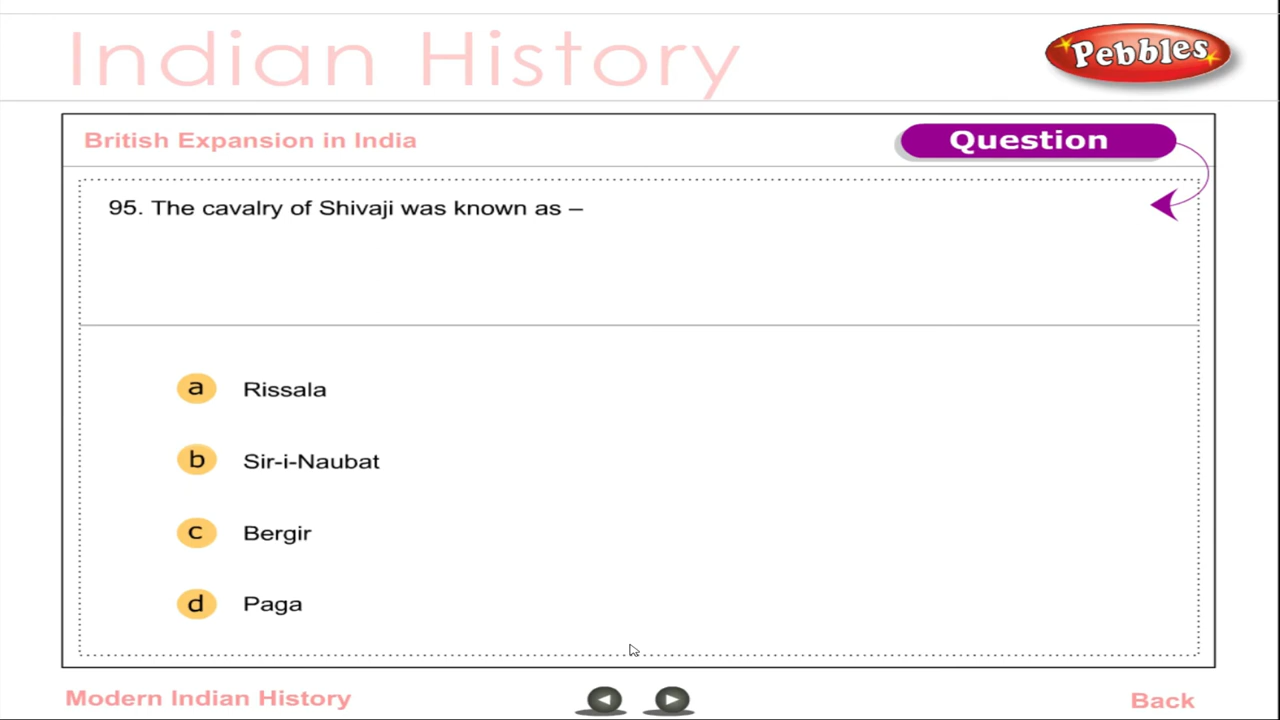 Indian History
Pebbles
British Expansion in India
Question
95. The cavalry of Shivaji was known as –
a Rissala
b Sir-i-Naubat
c Bergir
d Paga
Modern Indian History
Back